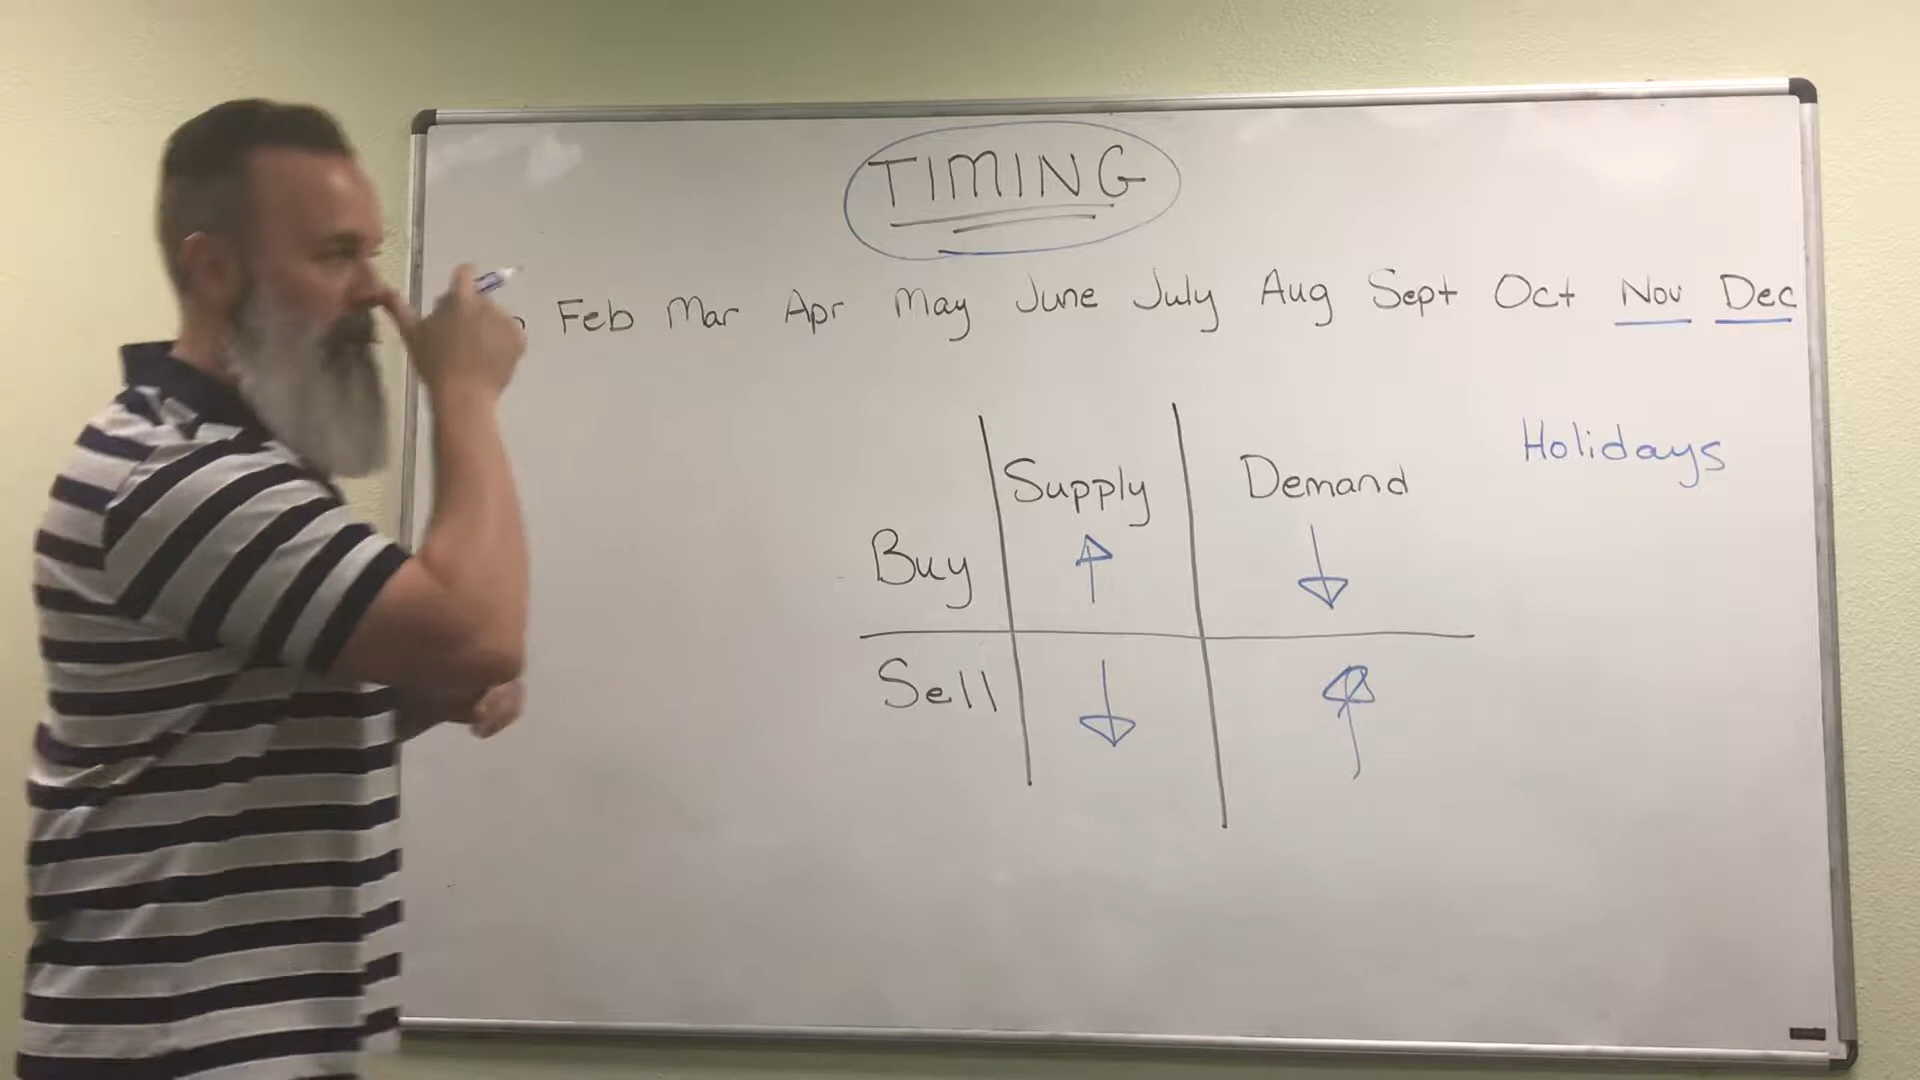 TIMING
Feb Mar Apr May June July Aug Sept Oct Nov Dec
Holidays
Supply Demand
Buy
Sell